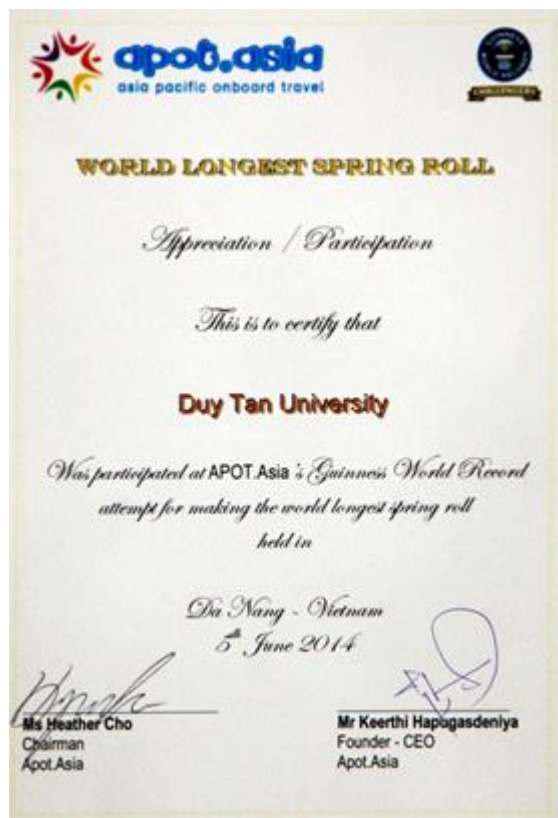 apot.asia
asia pacific onboard travel
CHALLENGERS
WORLD LONGEST SPRING ROLL
Appreciation / Participation
This is to certify that
Duy Tan University
Was participated at APOT.Asia 's Guinness World Record
attempt for making the world longest spring roll
held in
Da Nang - Vietnam
5th June 2014
Ms Heather Cho
Chairman
Apot.Asia
Mr Keerthi Hapugasdeniya
Founder - CEO
Apot.Asia